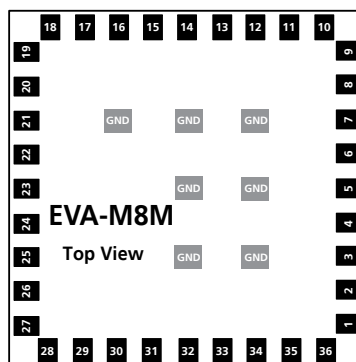 18 17 16 15 14 13 12 11 10
19 9
20 8
21 GND GND GND 7
22 6
23 GND GND 5
EVA-M8M
24 4
25 Top View GND GND 3
26 2
27 1
28 29 30 31 32 33 34 35 36